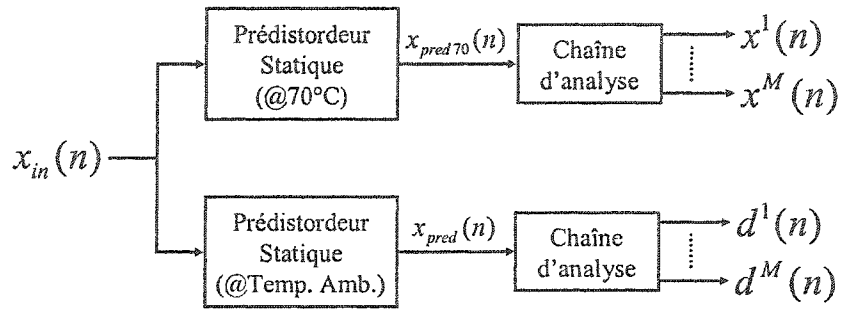 x_in(n)
Prédistordeur
Statique
(@70°C)
x_pred70(n)
Chaîne
d'analyse
x^1(n)
x^M(n)
Prédistordeur
Statique
(@Temp. Amb.)
x_pred(n)
Chaîne
d'analyse
d^1(n)
d^M(n)